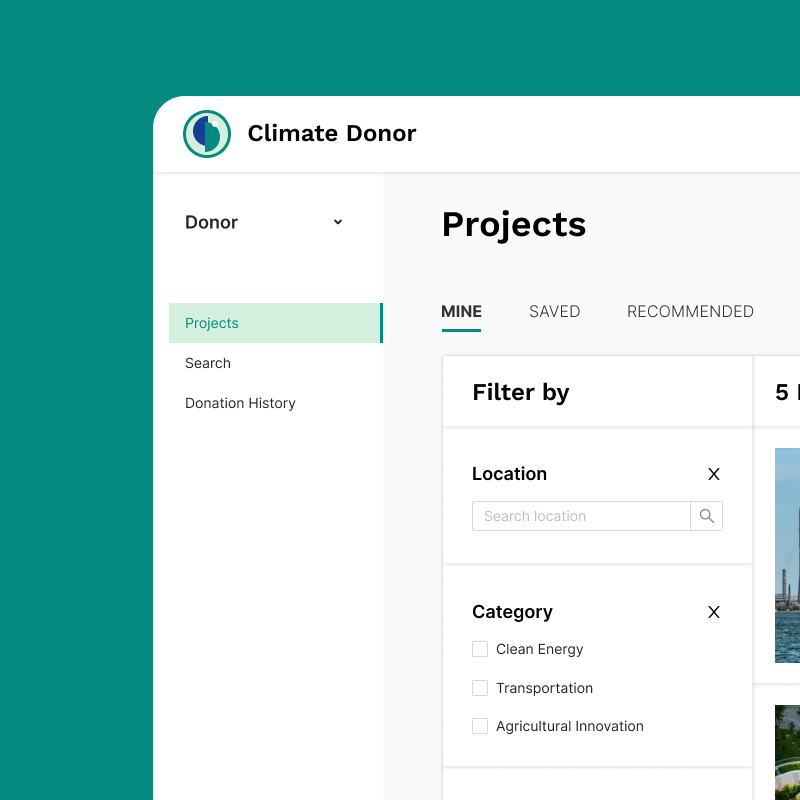 Climate Donor
Donor
Projects
Search
Donation History
Projects
MINE
SAVED
RECOMMENDED
Filter by
5
Location
X
Search location
Category
X
Clean Energy
Transportation
Agricultural Innovation